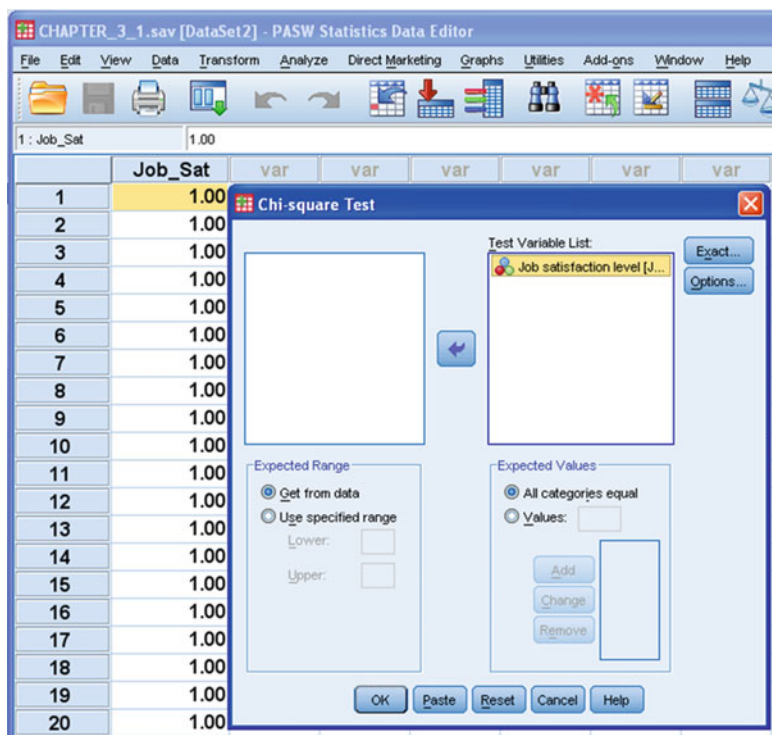 CHAPTER_3_1.sav [DataSet2] - PASW Statistics Data Editor
File Edit View Data Transform Analyze Direct Marketing Graphs Utilities Add-ons Window Help
1 : Job_Sat 1.00
Job_Sat var var var var var var
1 1.00
2 1.00
3 1.00
4 1.00
5 1.00
6 1.00
7 1.00
8 1.00
9 1.00
10 1.00
11 1.00
12 1.00
13 1.00
14 1.00
15 1.00
16 1.00
17 1.00
18 1.00
19 1.00
20 1.00
Chi-square Test
Test Variable List:
Job satisfaction level [J...
Exact...
Options...
Expected Range
Get from data
Use specified range
Lower:
Upper:
Expected Values
All categories equal
Values:
Add
Change
Remove
OK Paste Reset Cancel Help